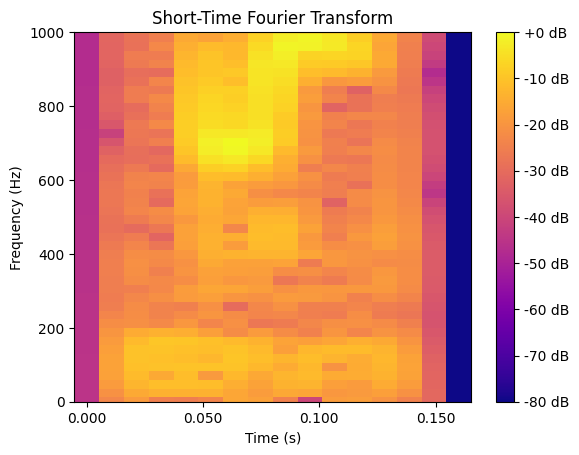 Short-Time Fourier Transform
Frequency (Hz)
1000
800
600
400
200
0
0.000
0.050
0.100
0.150
Time (s)
+0 dB
-10 dB
-20 dB
-30 dB
-40 dB
-50 dB
-60 dB
-70 dB
-80 dB